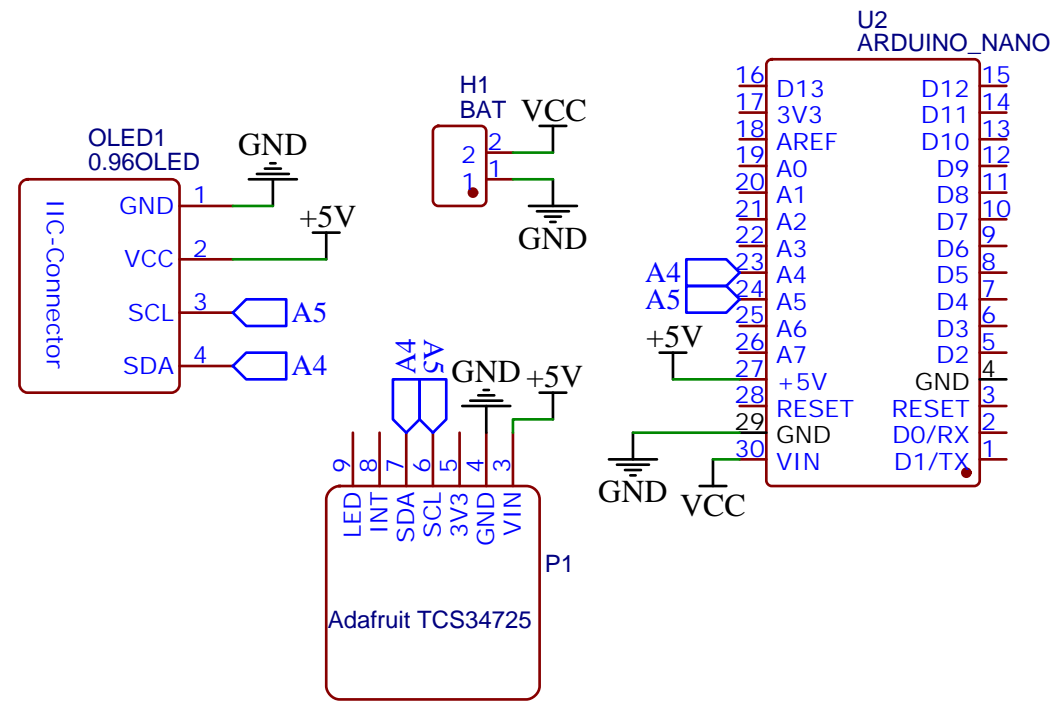 OLED1
0.96OLED
IIC-Connector
GND 1
VCC 2
SCL 3
SDA 4
GND
+5V
A5
A4
H1
BAT
2 2
1 1
VCC
GND
A4
A5
GND
+5V
9 8 7 6 5 4 3
LED INT SDA SCL 3V3 GND VIN
P1
Adafruit TCS34725
U2
ARDUINO_NANO
16 D13 D12 15
17 3V3 D11 14
18 AREF D10 13
19 A0 D9 12
20 A1 D8 11
21 A2 D7 10
22 A3 D6 9
A4 23 A4 D5 8
A5 24 A5 D4 7
25 A6 D3 6
26 A7 D2 5
+5V 27 +5V GND 4
28 RESET RESET 3
29 GND D0/RX 2
30 VIN D1/TX 1
GND
VCC